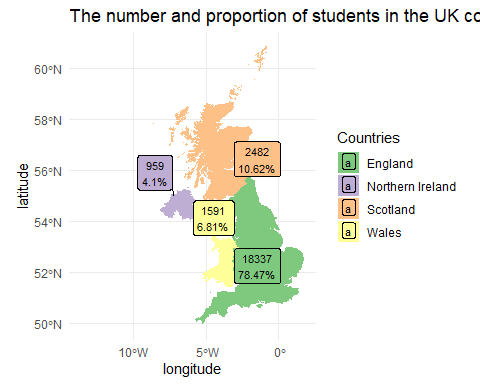 The number and proportion of students in the UK co
60°N
58°N
56°N
54°N
52°N
50°N
latitude
959
4.1%
2482
10.62%
1591
6.81%
18337
78.47%
10°W
5°W
0°
longitude
Countries
a England
a Northern Ireland
a Scotland
a Wales